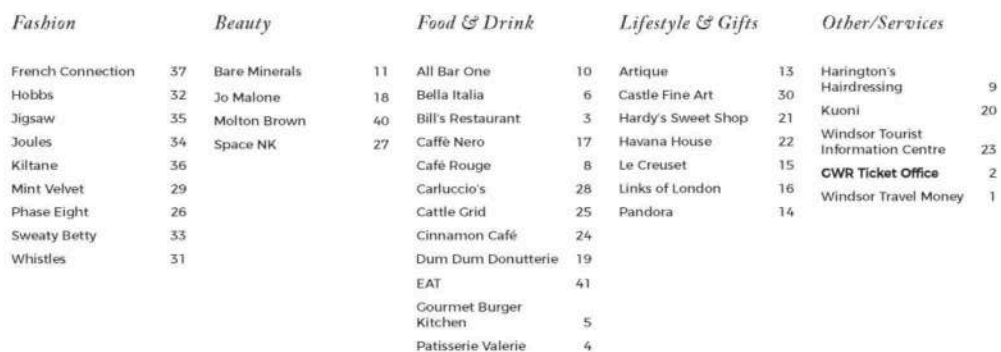 Fashion
French Connection 37
Hobbs 32
Jigsaw 35
Joules 34
Kiltane 36
Mint Velvet 29
Phase Eight 26
Sweaty Betty 33
Whistles 31
Beauty
Bare Minerals 11
Jo Malone 18
Molton Brown 40
Space NK 27
Food & Drink
All Bar One 10
Bella Italia 6
Bill's Restaurant 3
Caffè Nero 17
Café Rouge 8
Carluccio's 28
Cattle Grid 25
Cinnamon Café 24
Dum Dum Donutterie 19
EAT 41
Gourmet Burger
Kitchen 5
Patisserie Valerie 4
Lifestyle & Gifts
Artique 13
Castle Fine Art 30
Hardy's Sweet Shop 21
Havana House 22
Le Creuset 15
Links of London 16
Pandora 14
Other/Services
Harington's
Hairdressing 9
Kuoni 20
Windsor Tourist
Information Centre 23
GWR Ticket Office 2
Windsor Travel Money 1